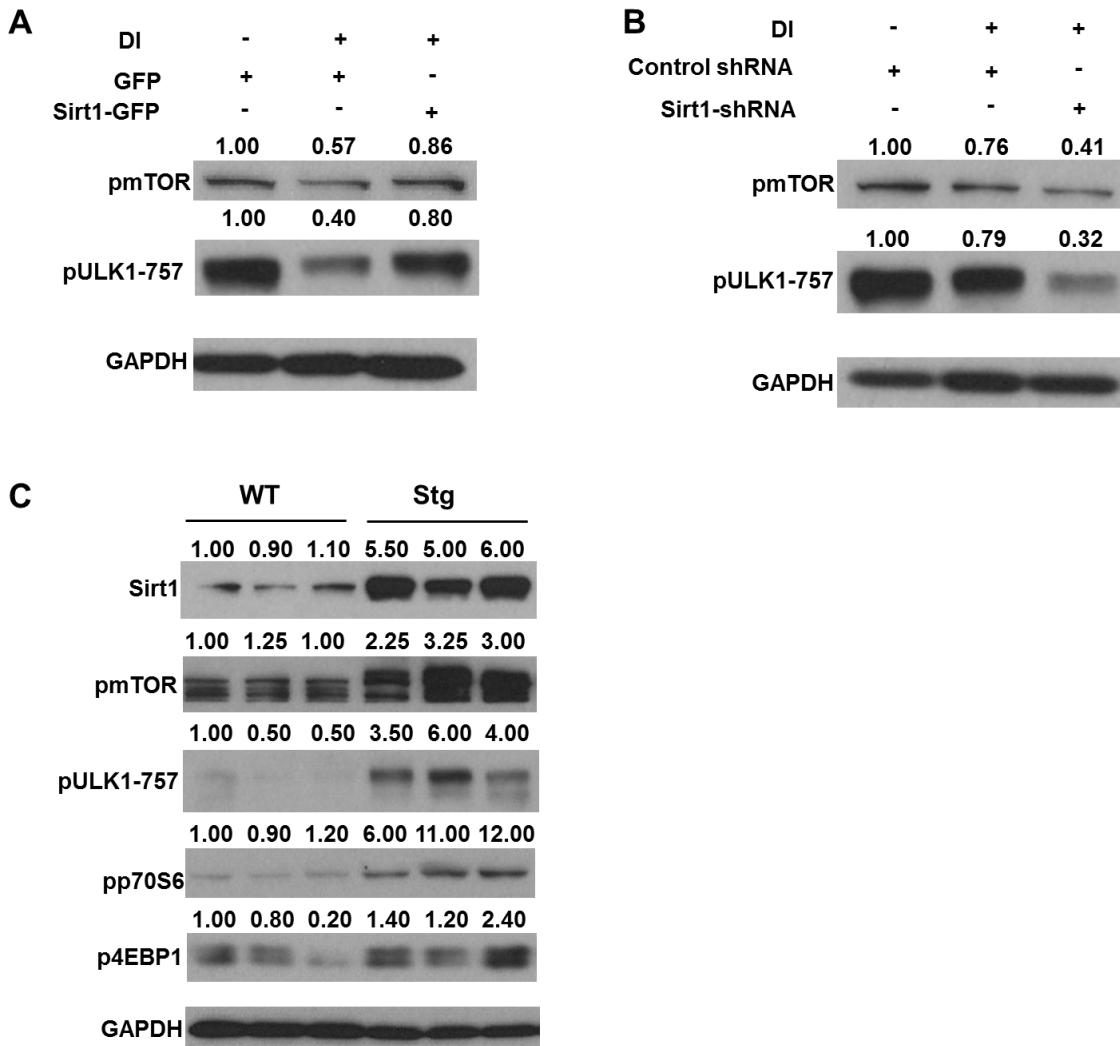 A
DI - + +
GFP + + -
Sirt1-GFP - - +
1.00 0.57 0.86
pmTOR
1.00 0.40 0.80
pULK1-757
GAPDH
B
DI - + +
Control shRNA + + -
Sirt1-shRNA - - +
1.00 0.76 0.41
pmTOR
1.00 0.79 0.32
pULK1-757
GAPDH
C
WT Stg
1.00 0.90 1.10 5.50 5.00 6.00
Sirt1
1.00 1.25 1.00 2.25 3.25 3.00
pmTOR
1.00 0.50 0.50 3.50 6.00 4.00
pULK1-757
1.00 0.90 1.20 6.00 11.00 12.00
pp70S6
1.00 0.80 0.20 1.40 1.20 2.40
p4EBP1
GAPDH